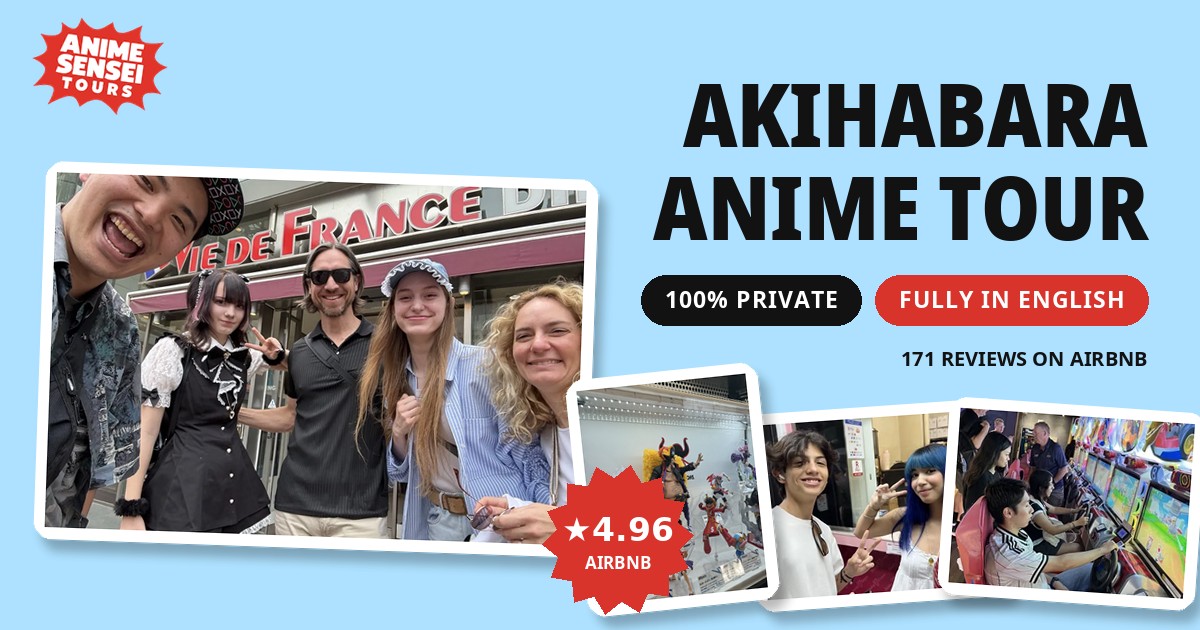 ANIME
SENSEI
TOURS
AKIHABARA
ANIME TOUR
100% PRIVATE
FULLY IN ENGLISH
171 REVIEWS ON AIRBNB
VIE DE FRANCE
★4.96
AIRBNB